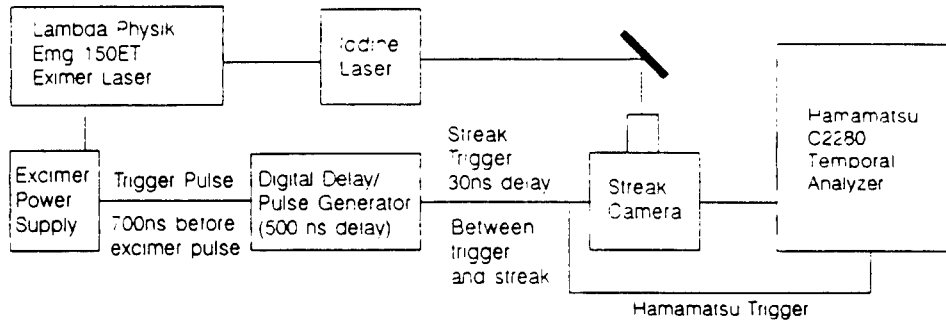 Lambda Physik
Emg 150ET
Eximer Laser
Iodine
Laser
Hamamatsu
C2280
Temporal
Analyzer
Excimer
Power
Supply
Trigger Pulse
700ns before
excimer pulse
Digital Delay/
Pulse Generator
(500 ns delay)
Streak
Trigger
30ns delay
Between
trigger
and streak
Streak
Camera
Hamamatsu Trigger